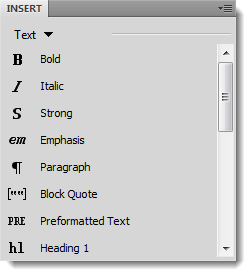 INSERT
Text
B Bold
I Italic
S Strong
em Emphasis
¶ Paragraph
[""] Block Quote
PRE Preformatted Text
h1 Heading 1